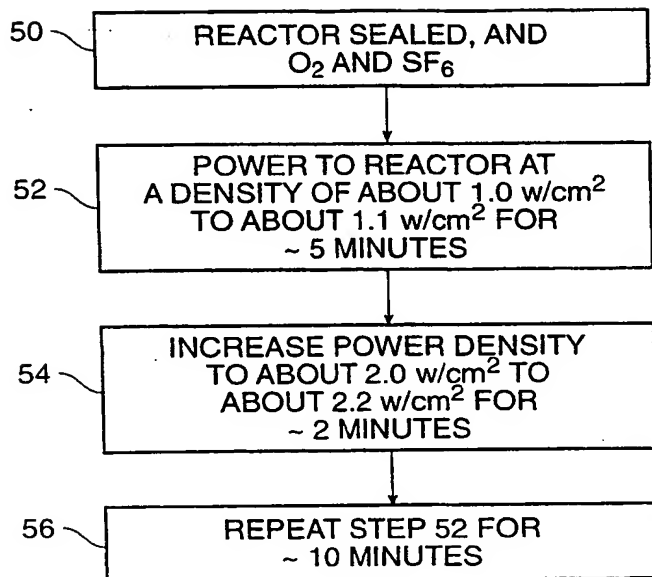 50
REACTOR SEALED, AND
O₂ AND SF₆
52
POWER TO REACTOR AT
A DENSITY OF ABOUT 1.0 w/cm²
TO ABOUT 1.1 w/cm² FOR
~ 5 MINUTES
54
INCREASE POWER DENSITY
TO ABOUT 2.0 w/cm² TO
ABOUT 2.2 w/cm² FOR
~ 2 MINUTES
56
REPEAT STEP 52 FOR
~ 10 MINUTES